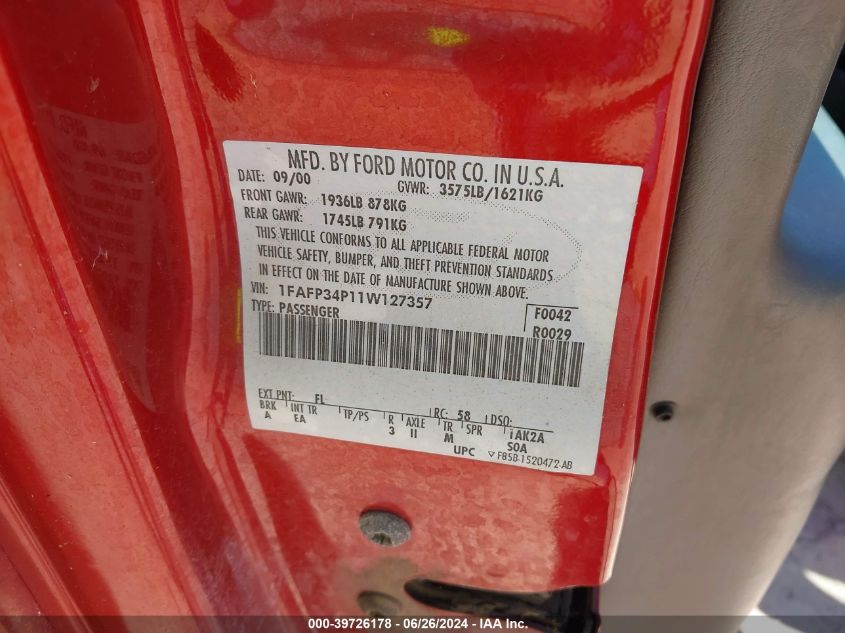 MFD. BY FORD MOTOR CO. IN U.S.A.
DATE: 09/00 GVWR: 3575LB/1621KG
FRONT GAWR: 1936LB 878KG
REAR GAWR: 1745LB 791KG
THIS VEHICLE CONFORMS TO ALL APPLICABLE FEDERAL MOTOR
VEHICLE SAFETY, BUMPER, AND THEFT PREVENTION STANDARDS
IN EFFECT ON THE DATE OF MANUFACTURE SHOWN ABOVE.
VIN: 1FAFP34P11W127357
TYPE: PASSENGER
F0042
R0029
EXT PNT: FL RC: 58 DSO:
BRK INT TR TP/PS R AXLE TR SPR 1AK2A
A EA 3 II M SOA
UPC ▽ F85B-1520472-AB
000-39726178 - 06/26/2024 - IAA Inc.